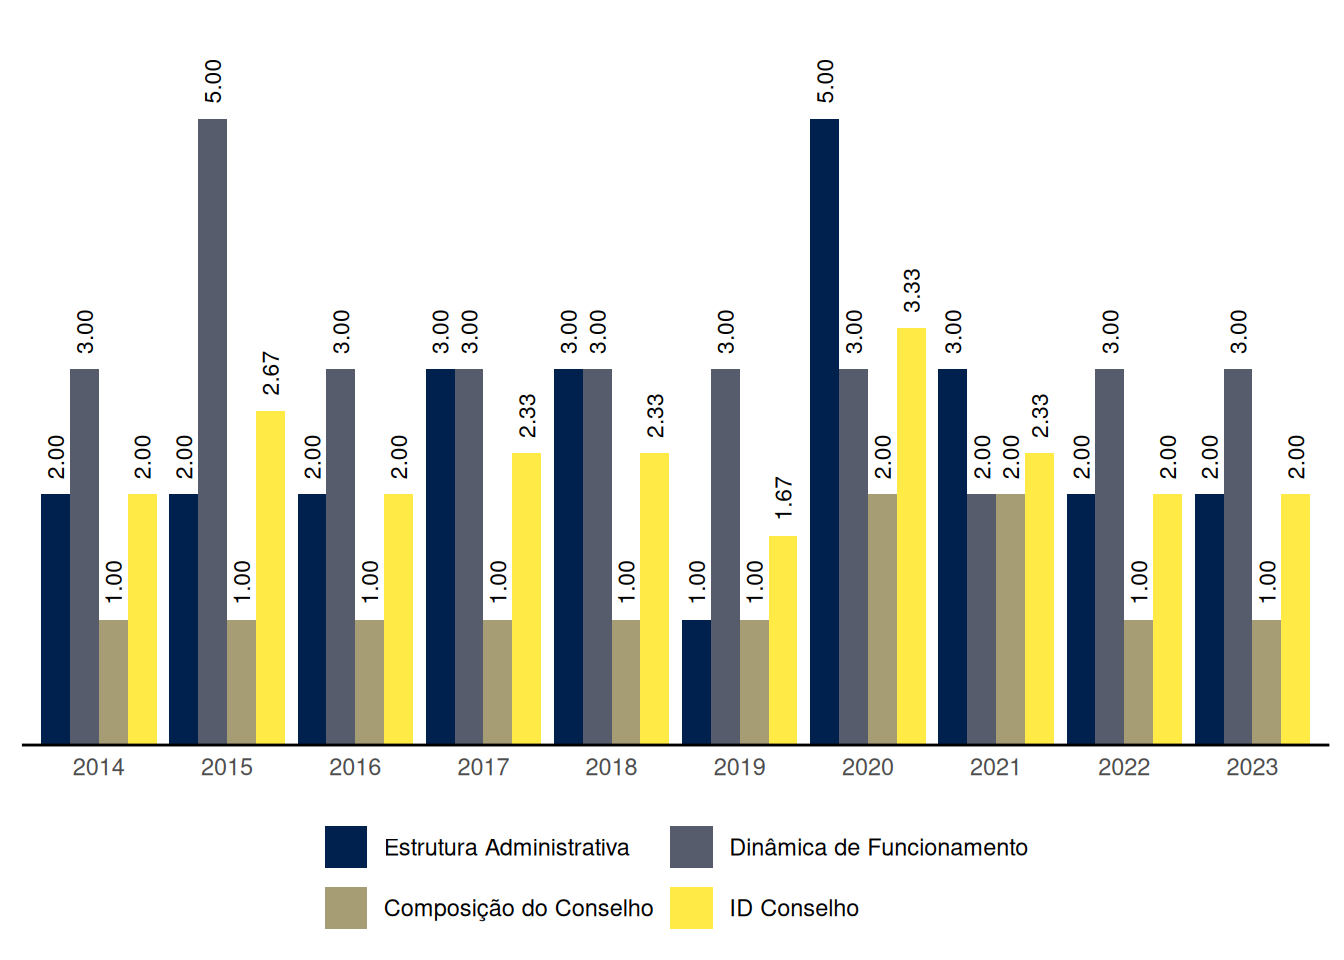 2.00 3.00 1.00 2.00
2.00 5.00 1.00 2.67
2.00 3.00 1.00 2.00
3.00 3.00 1.00 2.33
3.00 3.00 1.00 2.33
1.00 3.00 1.00 1.67
5.00 3.00 2.00 3.33
3.00 2.00 2.00 2.33
2.00 3.00 1.00 2.00
2.00 3.00 1.00 2.00
2014 2015 2016 2017 2018 2019 2020 2021 2022 2023
Estrutura Administrativa Dinâmica de Funcionamento
Composição do Conselho ID Conselho